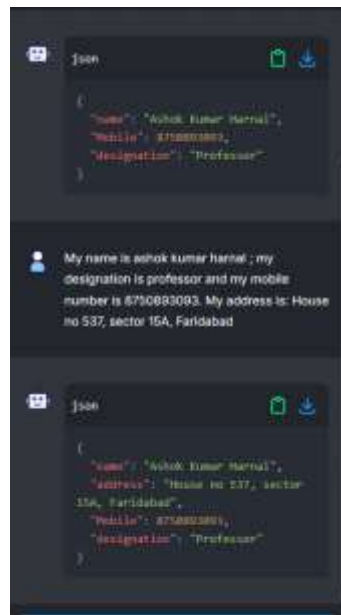 json
{
"name": "Ashok Kumar Harnal",
"Mobile": 8750893093,
"designation": "Professor"
}
My name is ashok kumar harnal ; my
designation is professor and my mobile
number is 8750893093. My address is: House
no 537, sector 15A, Faridabad
json
{
"name": "Ashok Kumar Harnal",
"address": "House no 537, sector
15A, Faridabad",
"Mobile": 8750893093,
"designation": "Professor"
}